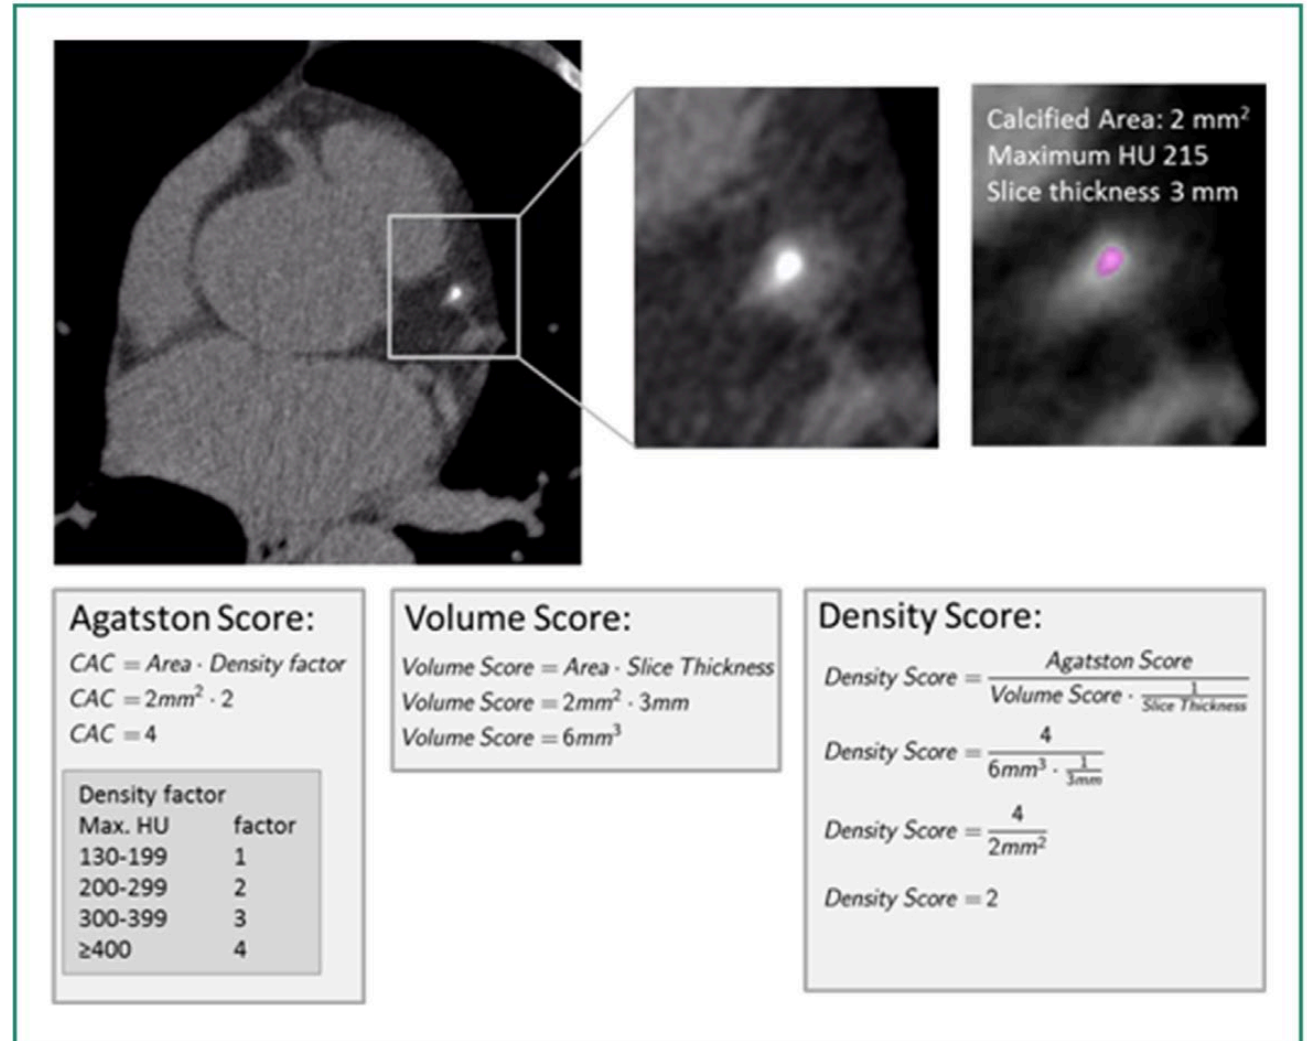 Calcified Area: 2 mm²
Maximum HU 215
Slice thickness 3 mm
Agatston Score:
CAC = Area · Density factor
CAC = 2mm² · 2
CAC = 4
Density factor
Max. HU factor
130-199 1
200-299 2
300-399 3
≥400 4
Volume Score:
Volume Score = Area · Slice Thickness
Volume Score = 2mm² · 3mm
Volume Score = 6mm³
Density Score:
Density Score = Agatston Score / Volume Score · 1 / Slice Thickness
Density Score = 4 / 6mm³ · 1 / 3mm
Density Score = 4 / 2mm²
Density Score = 2